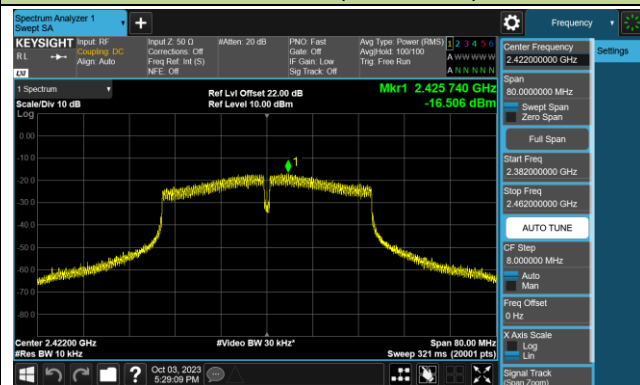 Spectrum Analyzer 1
Swept SA
+
Frequency
KEYSIGHT
RL
LXI
Input: RF
Coupling: DC
Align: Auto
Input Z: 50 Ω
Corrections: Off
Freq Ref: Int (S)
NFE: Off
#Atten: 20 dB
PNO: Fast
Gate: Off
IF Gain: Low
Sig Track: Off
Avg Type: Power (RMS)
Avg|Hold: 100/100
Trig: Free Run
1 2 3 4 5 6
A W W W W W
A N N N N N
1 Spectrum
Scale/Div 10 dB
Log
Ref Lvl Offset 22.00 dB
Ref Level 10.00 dBm
Mkr1 2.425 740 GHz
-16.506 dBm
1
0.00
-10.0
-20.0
-30.0
-40.0
-50.0
-60.0
-70.0
-80.0
Center 2.42200 GHz
#Res BW 10 kHz
#Video BW 30 kHz*
Span 80.00 MHz
Sweep 321 ms (20001 pts)
Center Frequency
2.422000000 GHz
Settings
Span
80.0000000 MHz
Swept Span
Zero Span
Full Span
Start Freq
2.382000000 GHz
Stop Freq
2.462000000 GHz
AUTO TUNE
CF Step
8.000000 MHz
Auto
Man
Freq Offset
0 Hz
X Axis Scale
Log
Lin
Signal Track
(Span Zoom)
?
Oct 03, 2023
5:29:09 PM